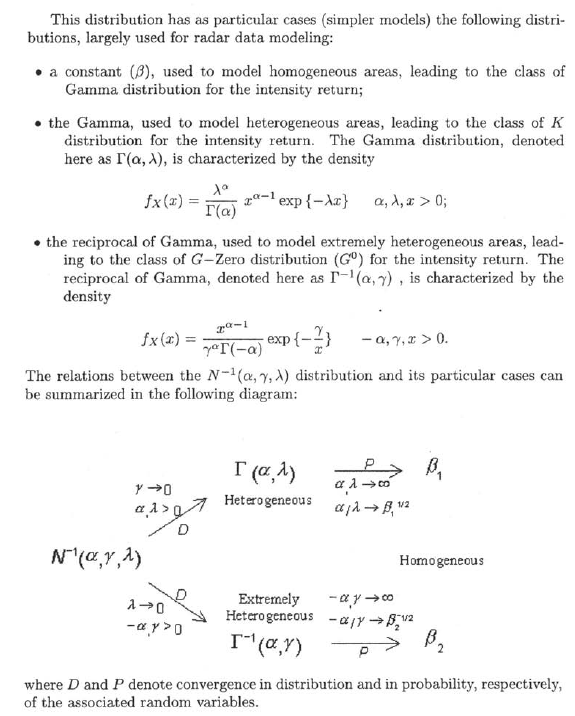 This distribution has as particular cases (simpler models) the following distri-
butions, largely used for radar data modeling:
• a constant (β), used to model homogeneous areas, leading to the class of
Gamma distribution for the intensity return;
• the Gamma, used to model heterogeneous areas, leading to the class of K
distribution for the intensity return. The Gamma distribution, denoted
here as Γ(α, λ), is characterized by the density
f_X(x) = λ^α / Γ(α) x^{α−1} exp {−λx} α, λ, x > 0;
• the reciprocal of Gamma, used to model extremely heterogeneous areas, lead-
ing to the class of G−Zero distribution (G⁰) for the intensity return. The
reciprocal of Gamma, denoted here as Γ⁻¹(α, γ) , is characterized by the
density
f_X(x) = x^{α−1} / γ^α Γ(−α) exp {−γ/x} − α, γ, x > 0.
The relations between the N⁻¹(α, γ, λ) distribution and its particular cases can
be summarized in the following diagram:
Γ (α,λ) P β₁
γ →0 α,λ→∞
α,λ > 0 Heterogeneous α/λ → β₁^{1/2}
D
N⁻¹(α,γ,λ) Homogeneous
D
λ→0 Extremely −α,γ→∞
−α,γ>0 Heterogeneous −α/γ→β₂^{-1/2}
Γ⁻¹(α,γ) P β₂
where D and P denote convergence in distribution and in probability, respectively,
of the associated random variables.